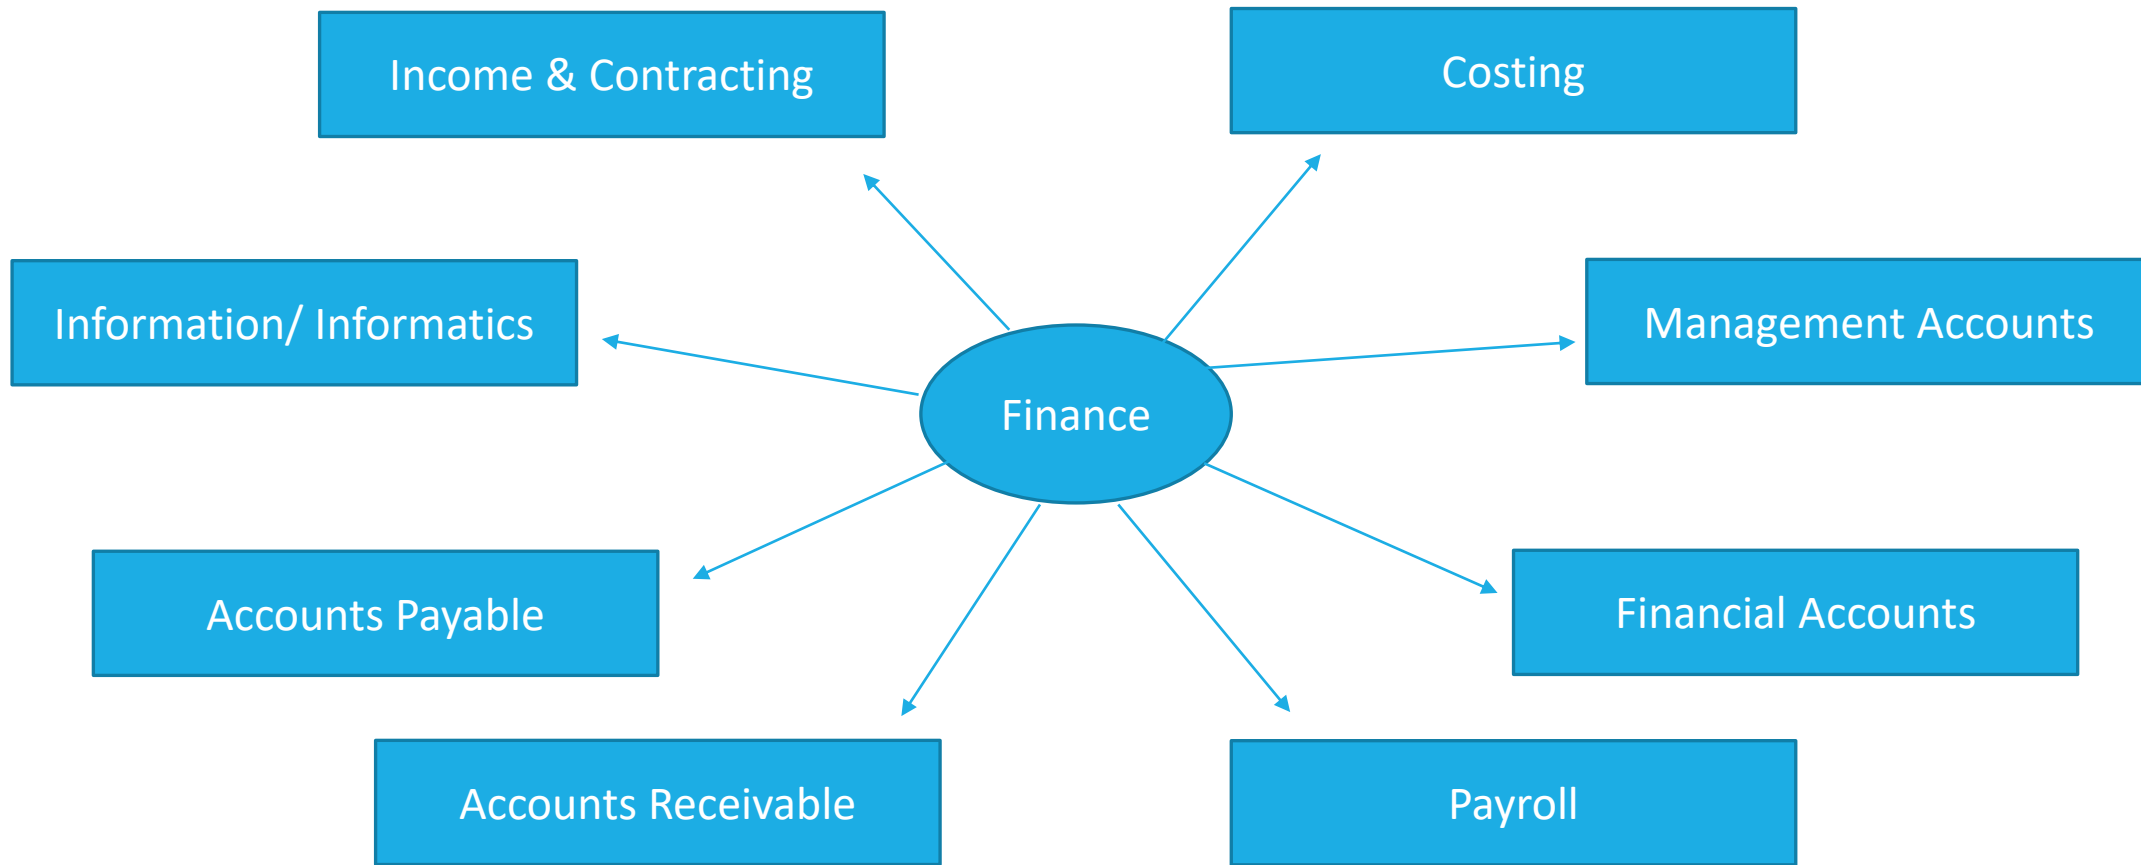 Income & Contracting
Costing
Information/ Informatics
Management Accounts
Finance
Accounts Payable
Financial Accounts
Accounts Receivable
Payroll